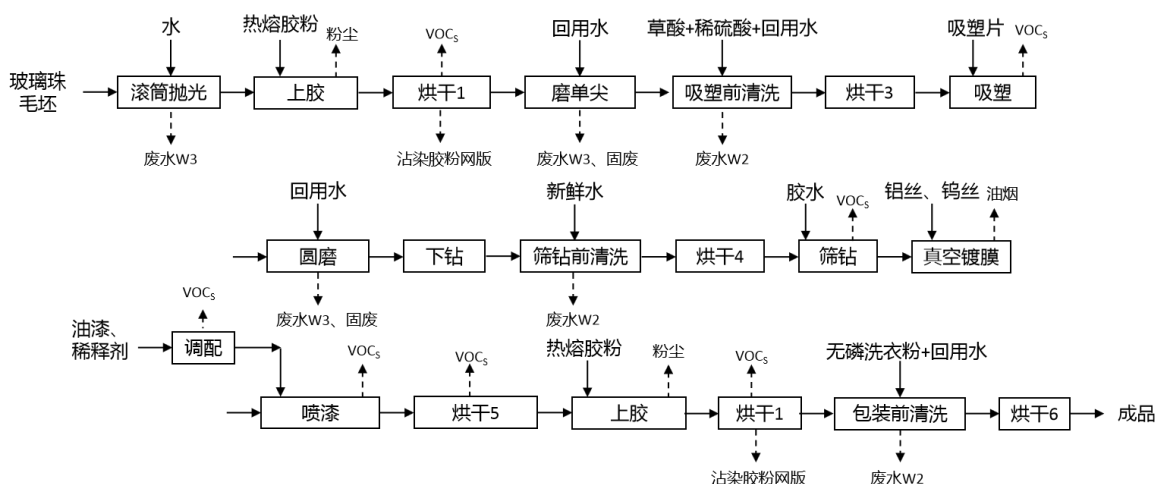 水
热熔胶粉
粉尘
VOCs
回用水
草酸+稀硫酸+回用水
吸塑片
VOCs
玻璃珠
毛坯
滚筒抛光
上胶
烘干1
磨单尖
吸塑前清洗
烘干3
吸塑
废水W3
沾染胶粉网版
废水W3、固废
废水W2
回用水
新鲜水
胶水
VOCs
铝丝、钨丝
油烟
圆磨
下钻
筛钻前清洗
烘干4
筛钻
真空镀膜
废水W3、固废
废水W2
VOCs
油漆、
稀释剂
调配
VOCs
VOCs
热熔胶粉
粉尘
VOCs
无磷洗衣粉+回用水
喷漆
烘干5
上胶
烘干1
包装前清洗
烘干6
成品
沾染胶粉网版
废水W2